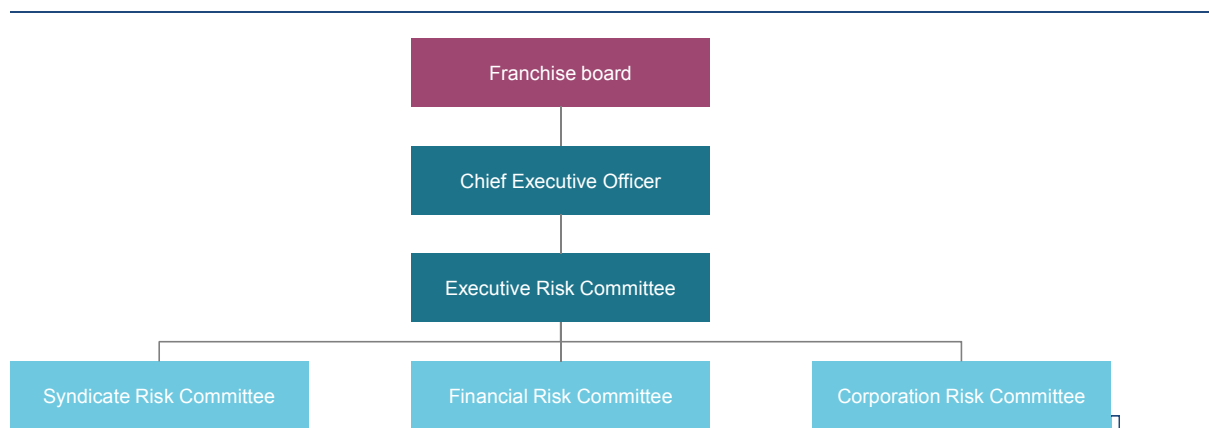 Franchise board
Chief Executive Officer
Executive Risk Committee
Syndicate Risk Committee
Financial Risk Committee
Corporation Risk Committee